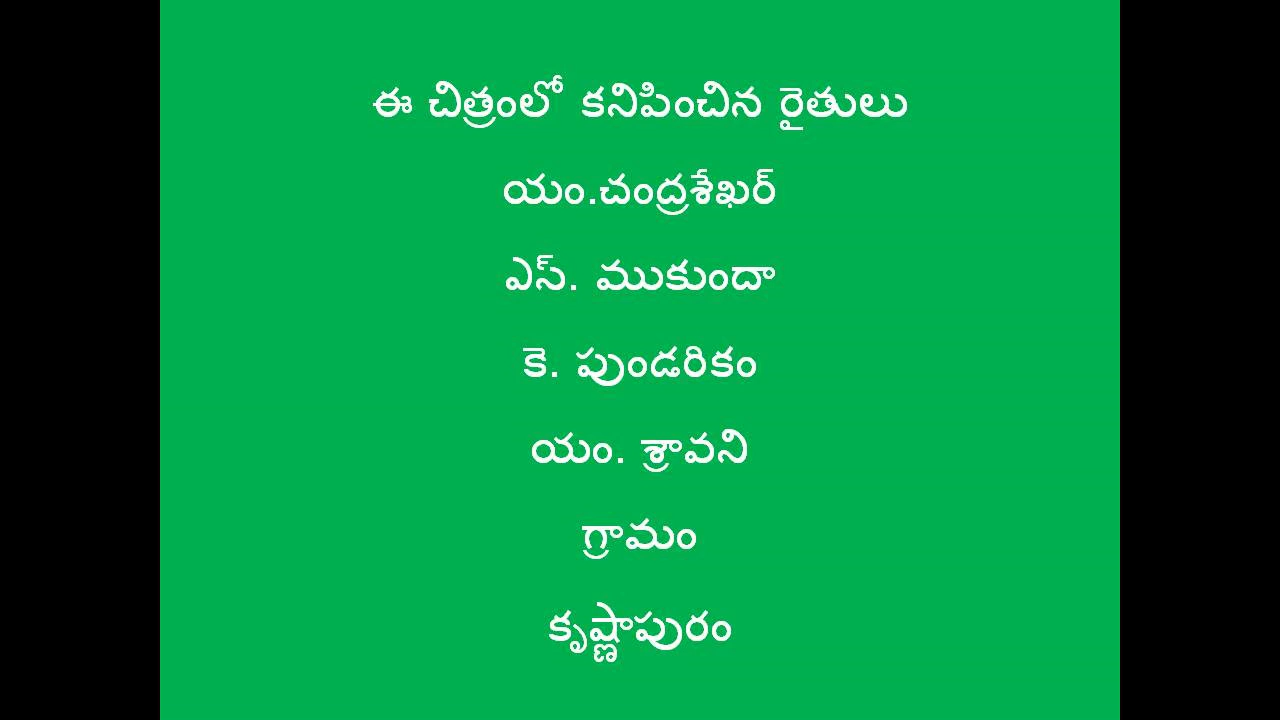 ఈ చిత్రంలో కనిపించిన రైతులు
యం.చంద్రశేఖర్
ఎస్. ముకుందా
కె. పుండరికం
యం. శ్రావని
గ్రామం
కృష్ణాపురం